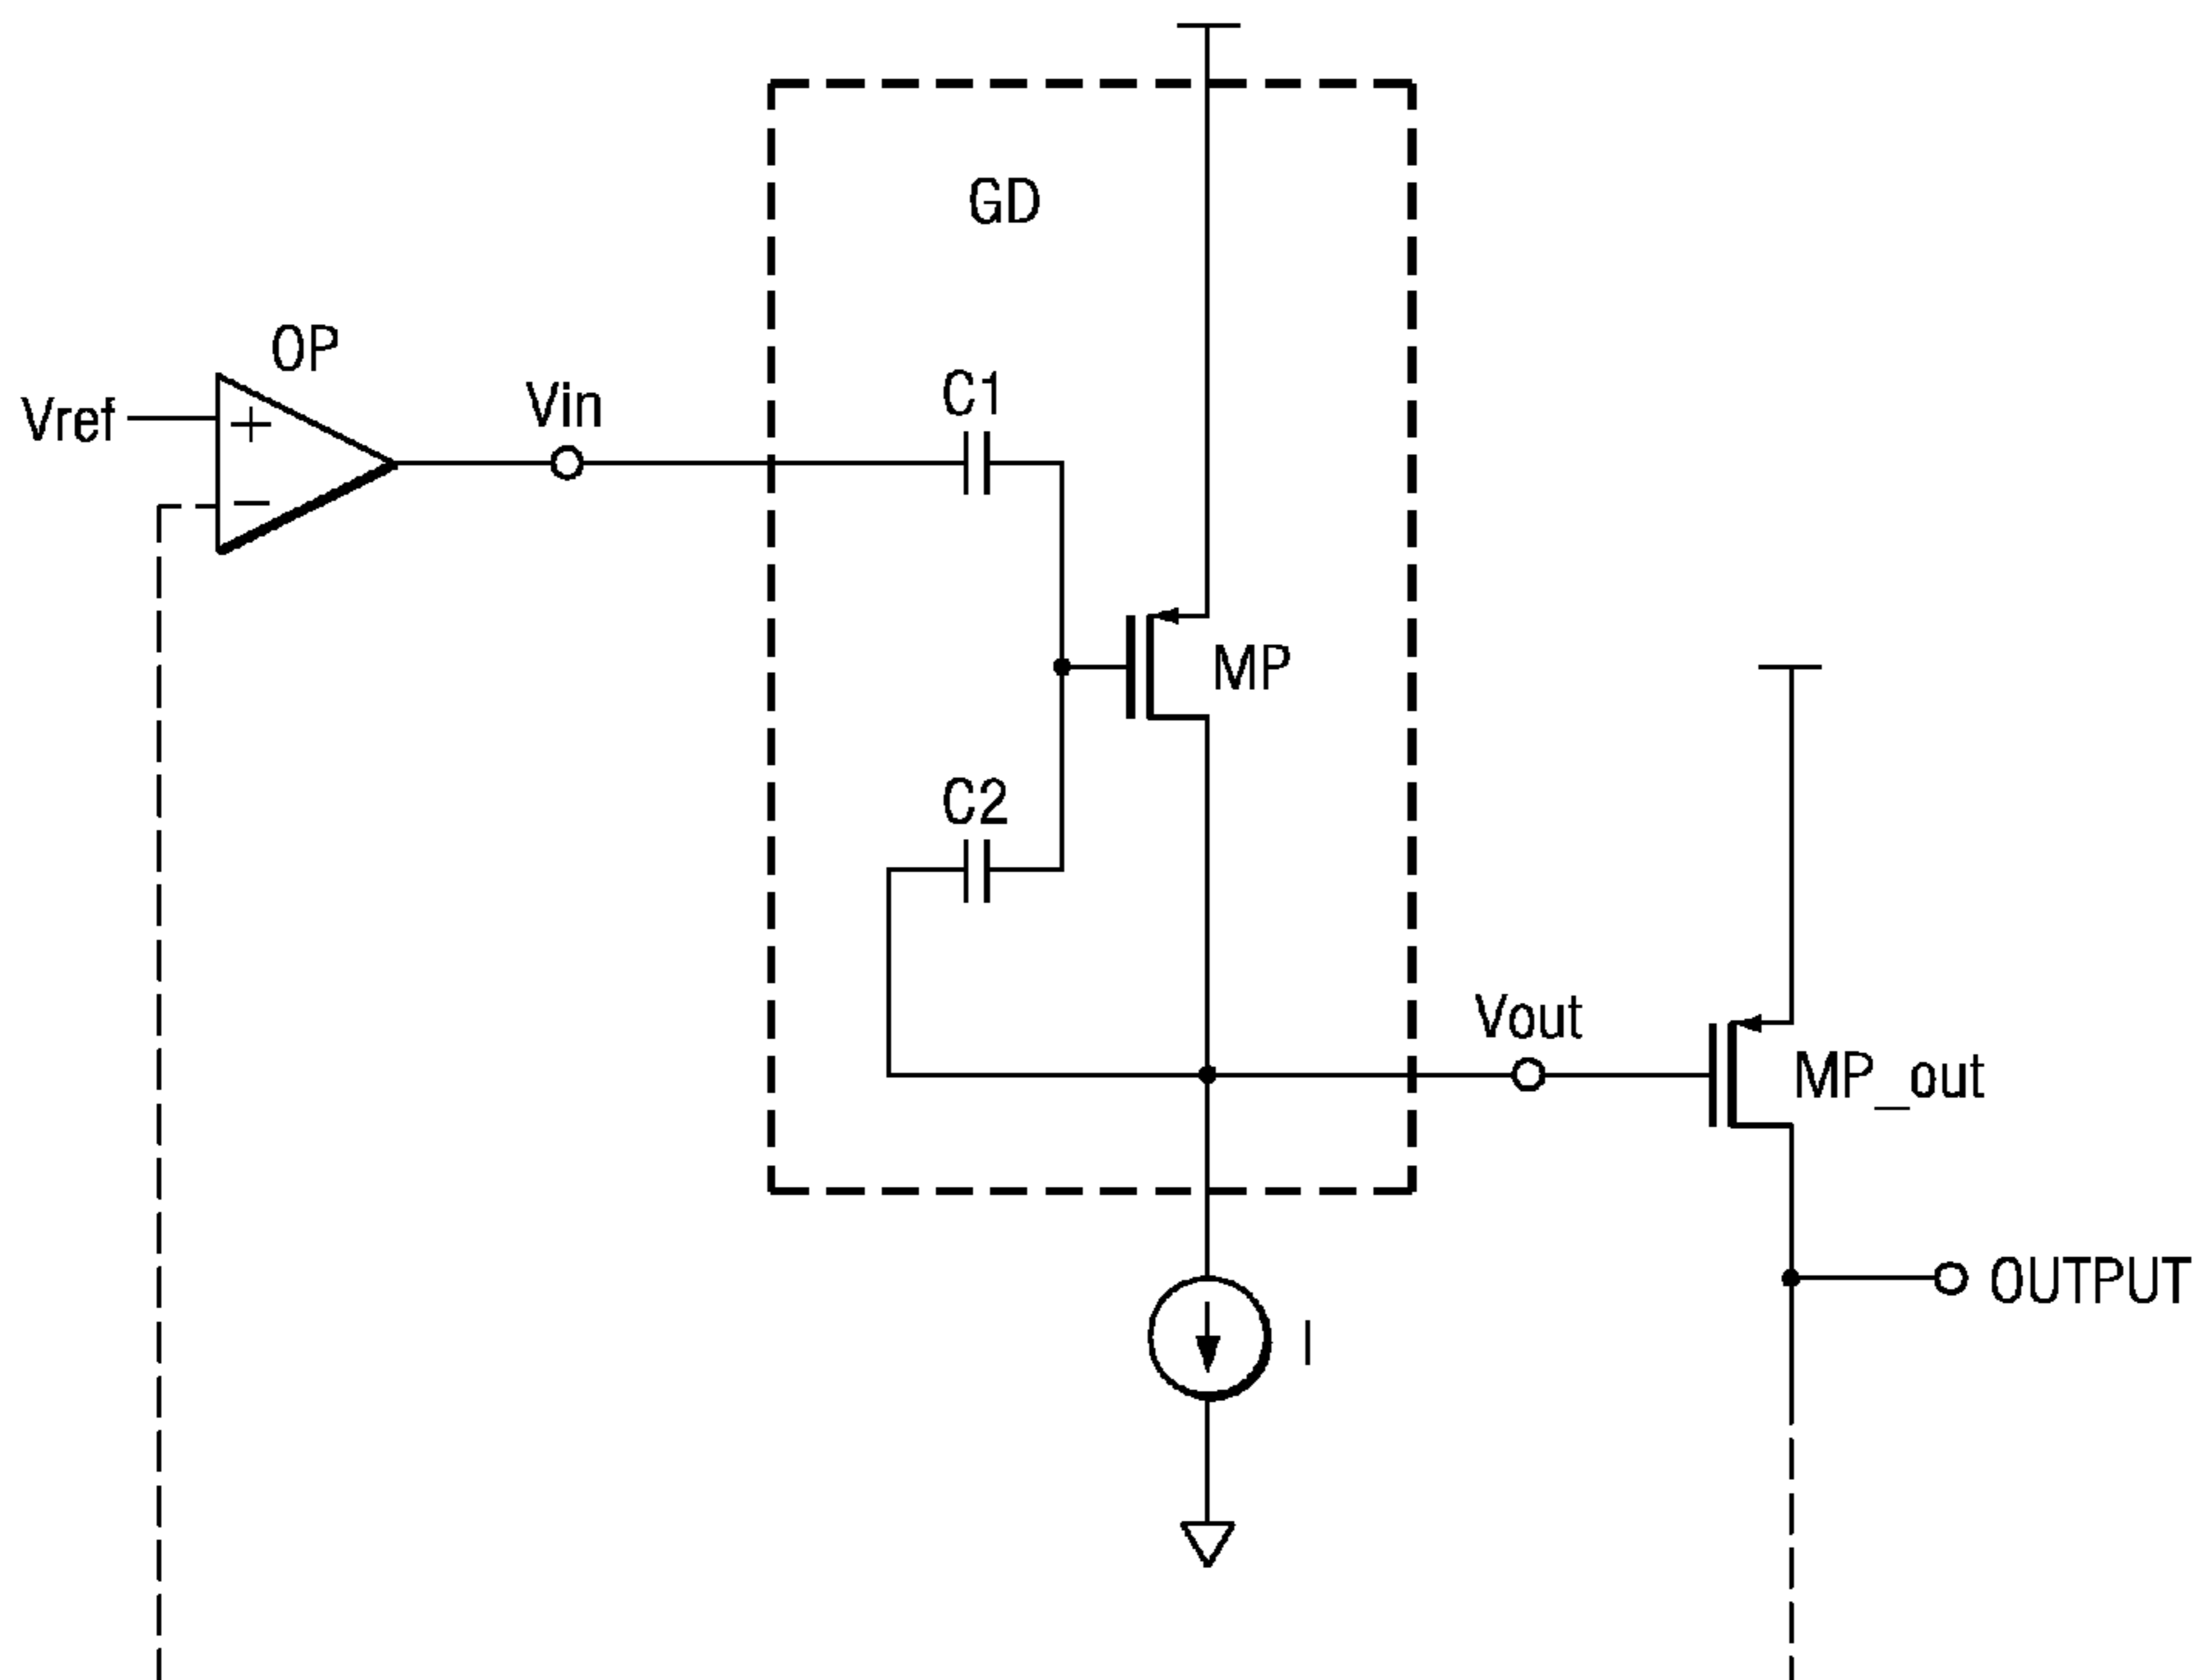 GD
OP
Vref
+
−
Vin
C1
MP
C2
Vout
MP_out
OUTPUT
I